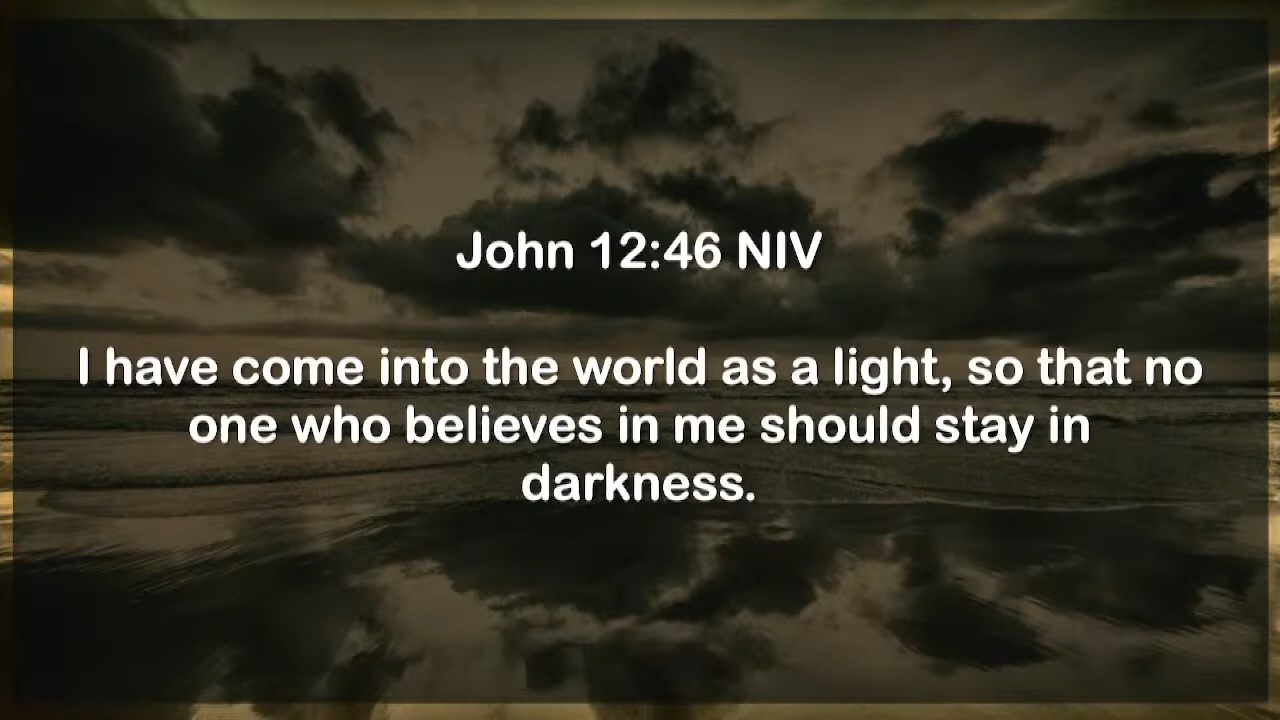 John 12:46 NIV
I have come into the world as a light, so that no
one who believes in me should stay in
darkness.